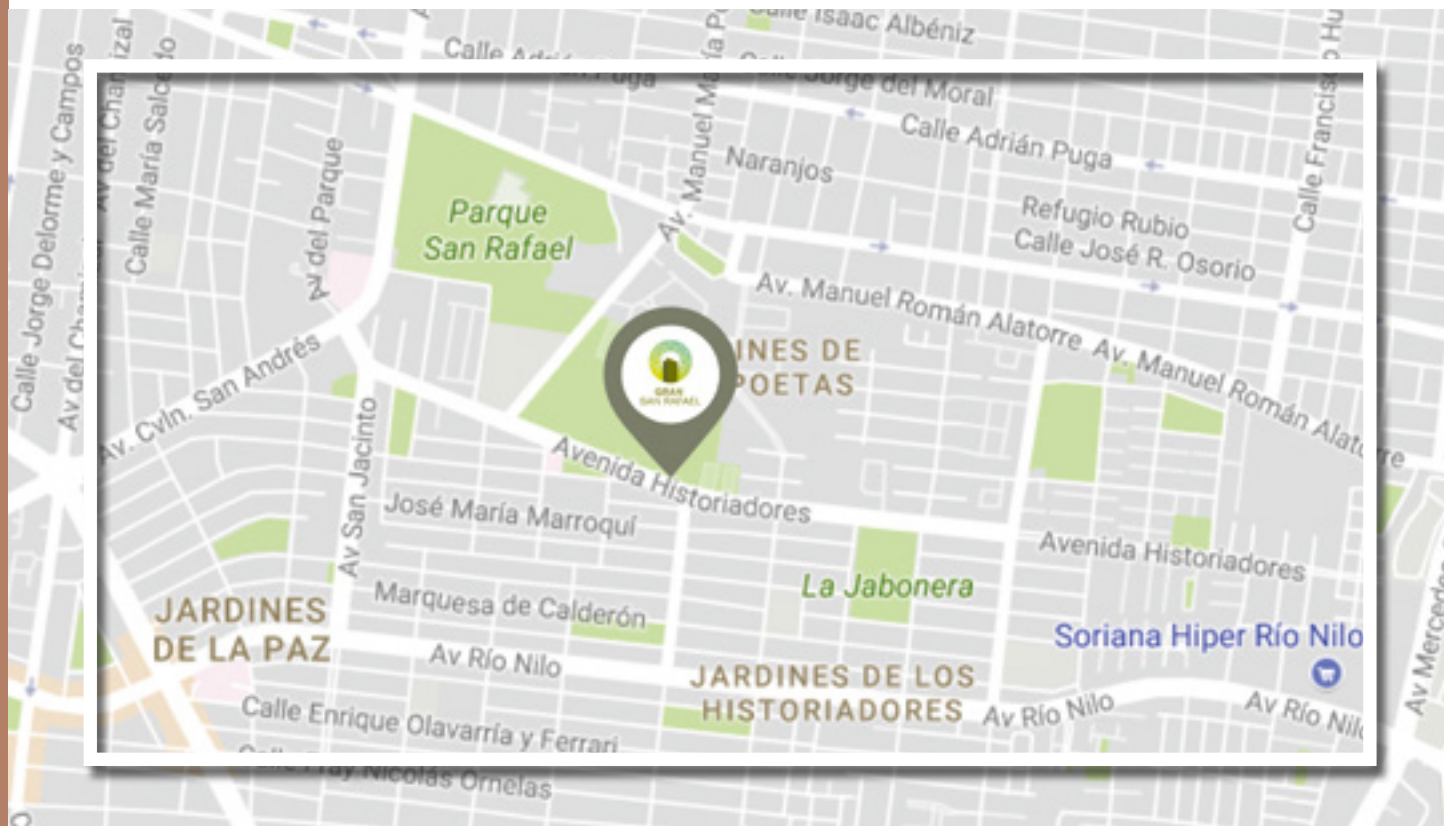 Calle Isaac Albéniz
Calle Adrián Puga
Calle Jorge del Moral
Av. Manuel María
Calle Adrián Puga
Naranjos
Calle Jorge Delorme y Campos
Calle María Salcedo
Av del
Av del Parque
Parque
San Rafael
Refugio Rubio
Calle José R. Osorio
Calle Francisco
Av. Manuel Román Alatorre
Av. Manuel Román Alatorre
INES DE
POETAS
GRAN
SAN RAFAEL
Av. Cvln. San Andrés
Av San Jacinto
Avenida Historiadores
José María Marroquí
Avenida Historiadores
La Jabonera
Marquesa de Calderón
JARDINES
DE LA PAZ
Av Río Nilo
Soriana Hiper Río Nilo
JARDINES DE LOS
HISTORIADORES
Av Río Nilo
Av Río Nilo
Av Mercedes
Calle Enrique Olavarría y Ferrari
Calle Fray Nicolás Ornelas